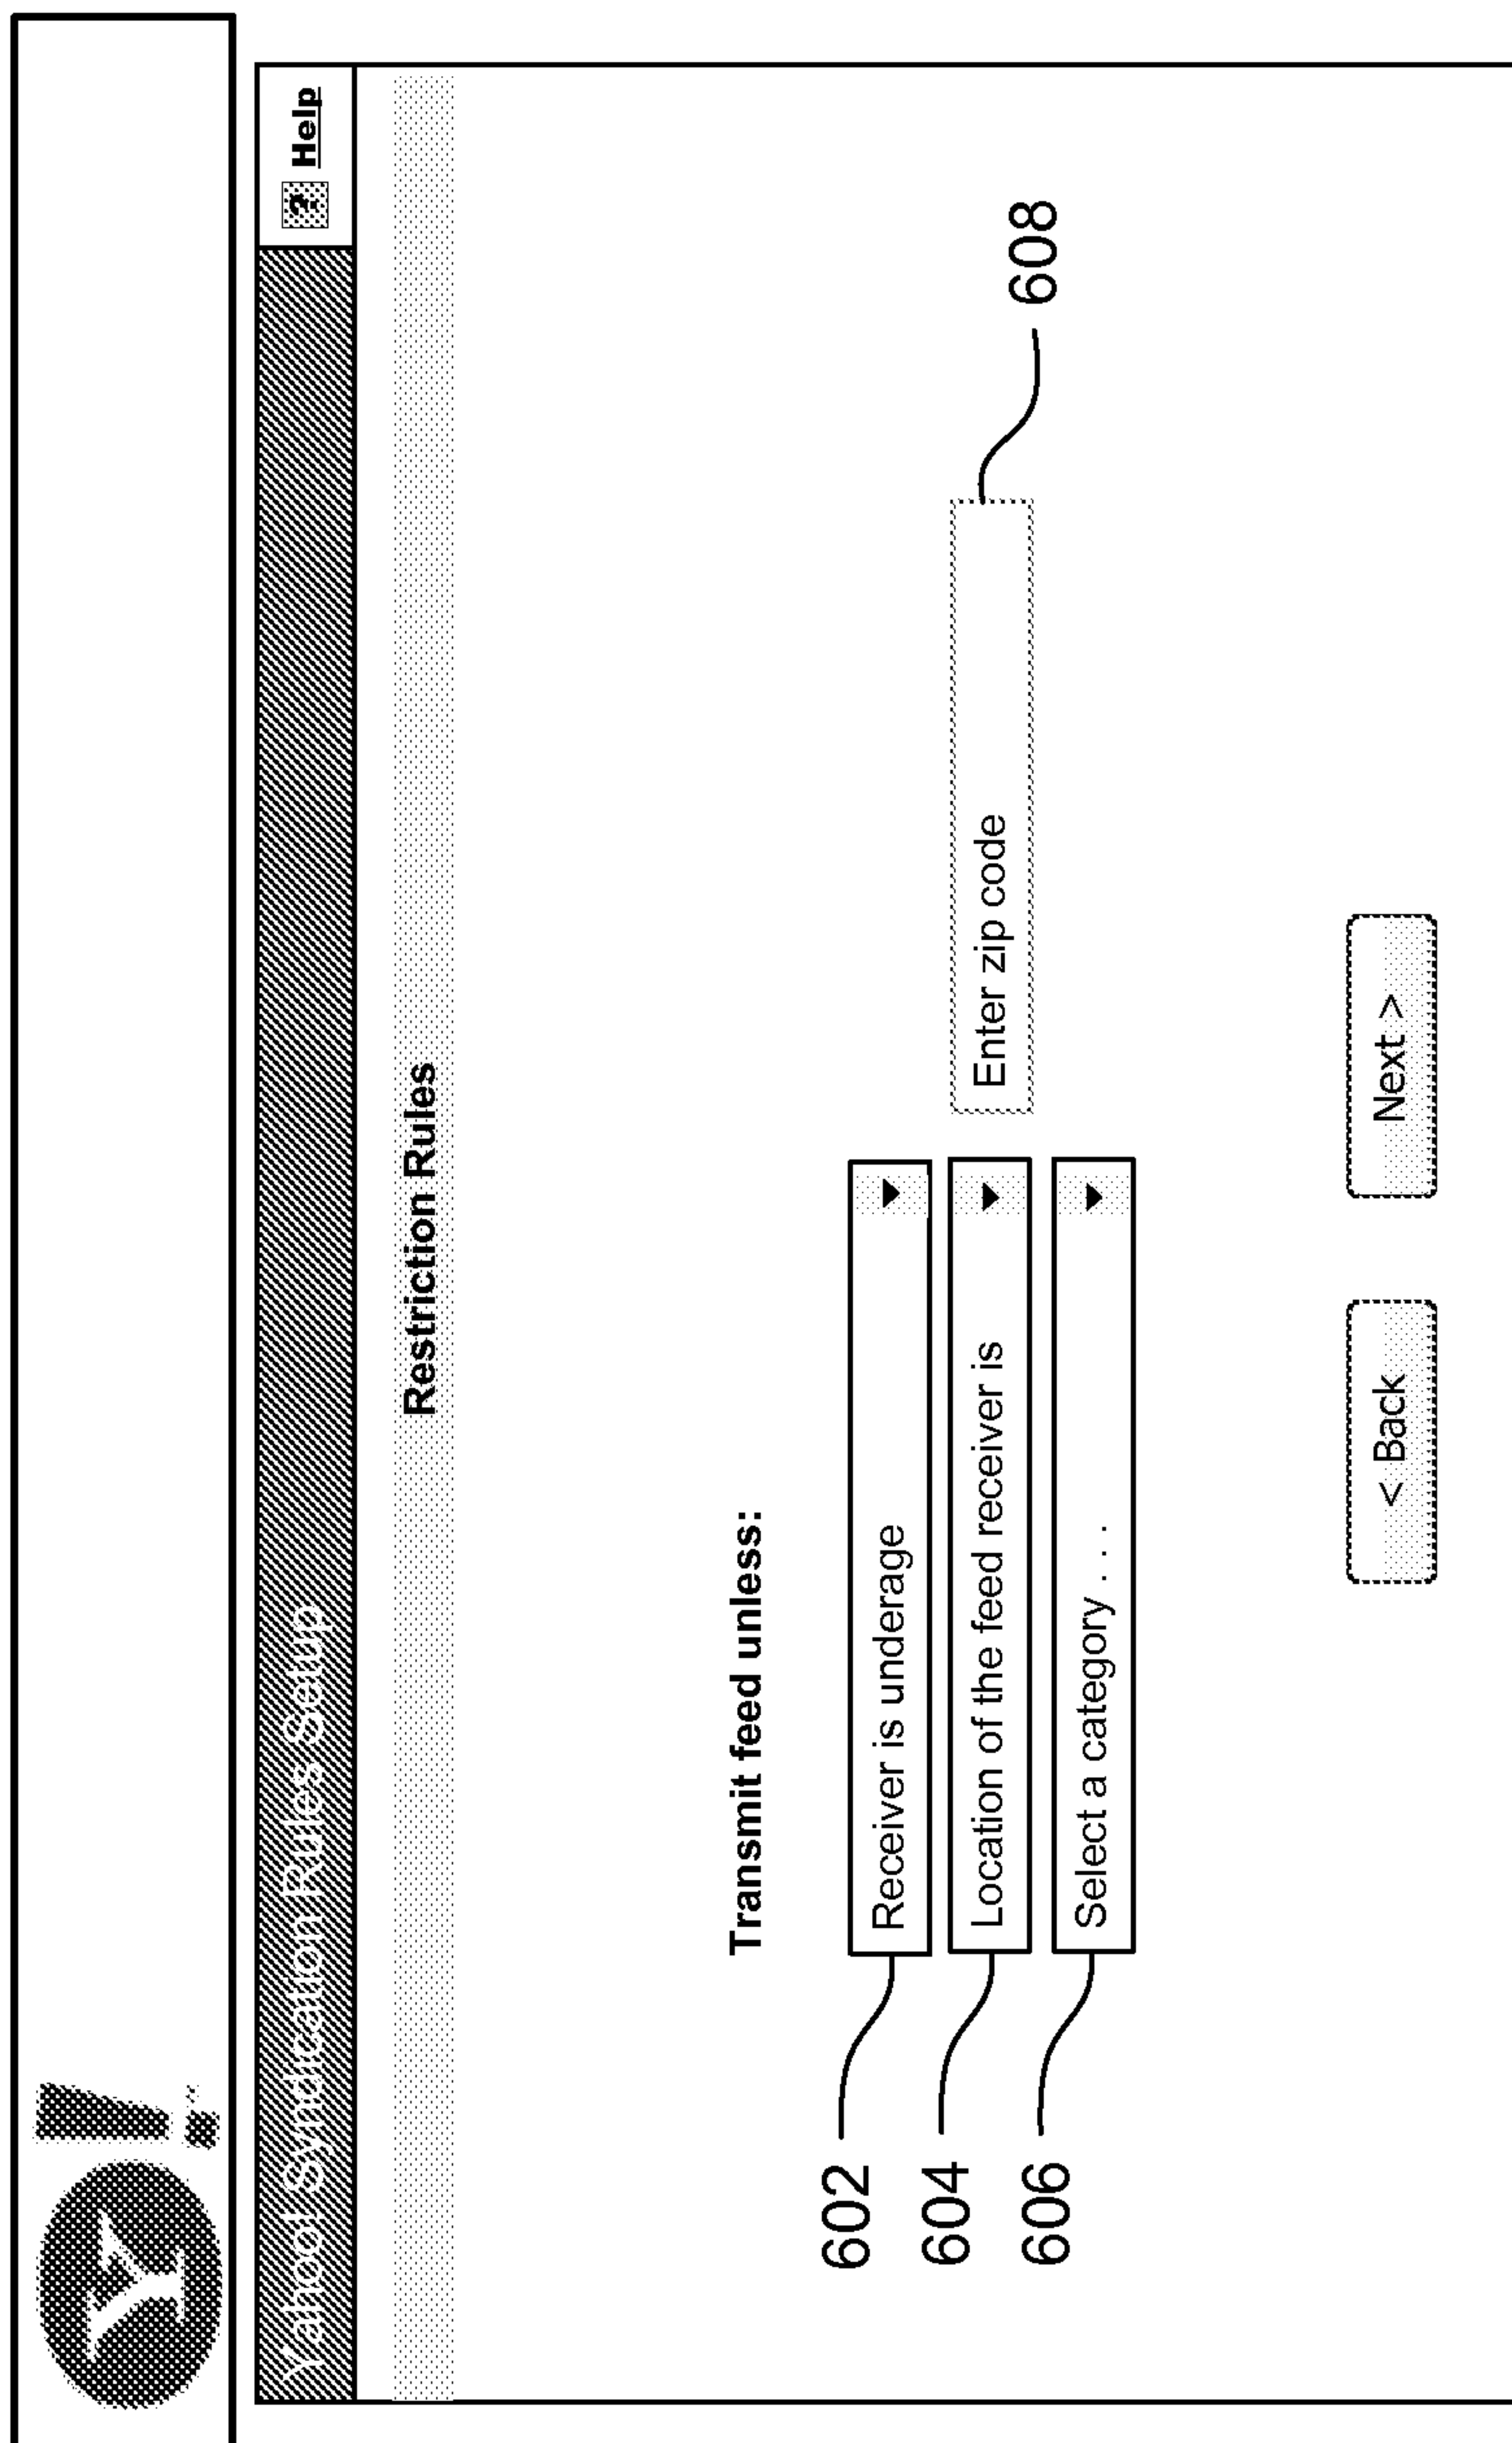 Y!
Yahoo! Syndication Rules Setup
? Help
Restriction Rules
Transmit feed unless:
602 Receiver is underage
604 Location of the feed receiver is Enter zip code 608
606 Select a category . . .
< Back Next >